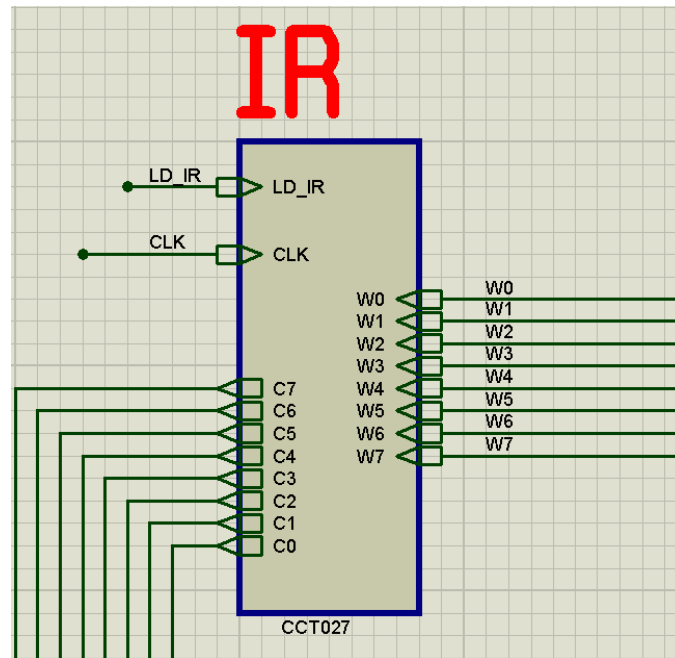 IR
LD_IR LD_IR
CLK CLK
W0 W0
W1 W1
W2 W2
W3 W3
C7 W4 W4
C6 W5 W5
C5 W6 W6
C4 W7 W7
C3
C2
C1
C0
CCT027